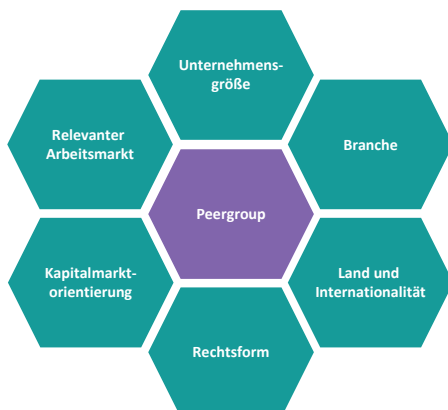 Unternehmens-
größe
Relevanter
Arbeitsmarkt
Branche
Peergroup
Kapitalmarkt-
orientierung
Land und
Internationalität
Rechtsform